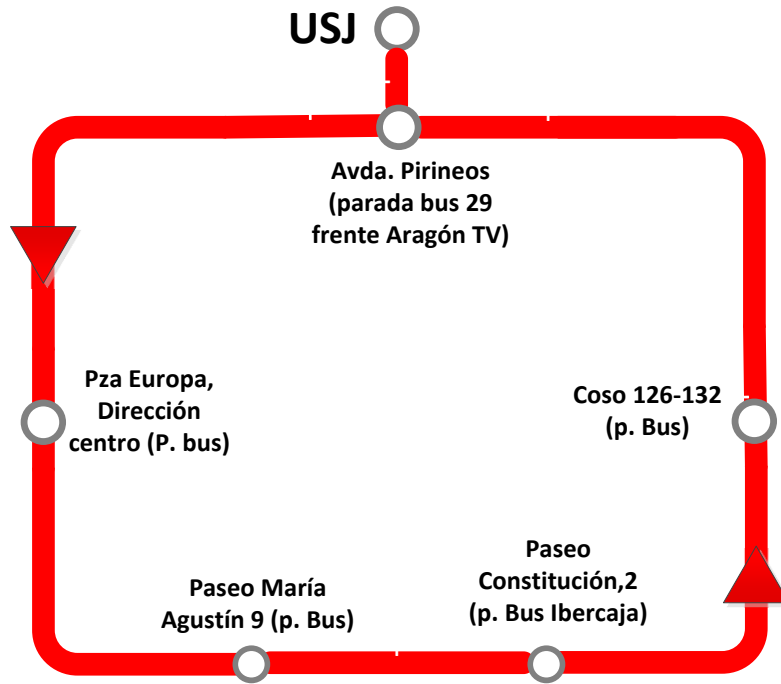 USJ
Avda. Pirineos
(parada bus 29
frente Aragón TV)
Pza Europa,
Dirección
centro (P. bus)
Coso 126-132
(p. Bus)
Paseo María
Agustín 9 (p. Bus)
Paseo
Constitución,2
(p. Bus Ibercaja)